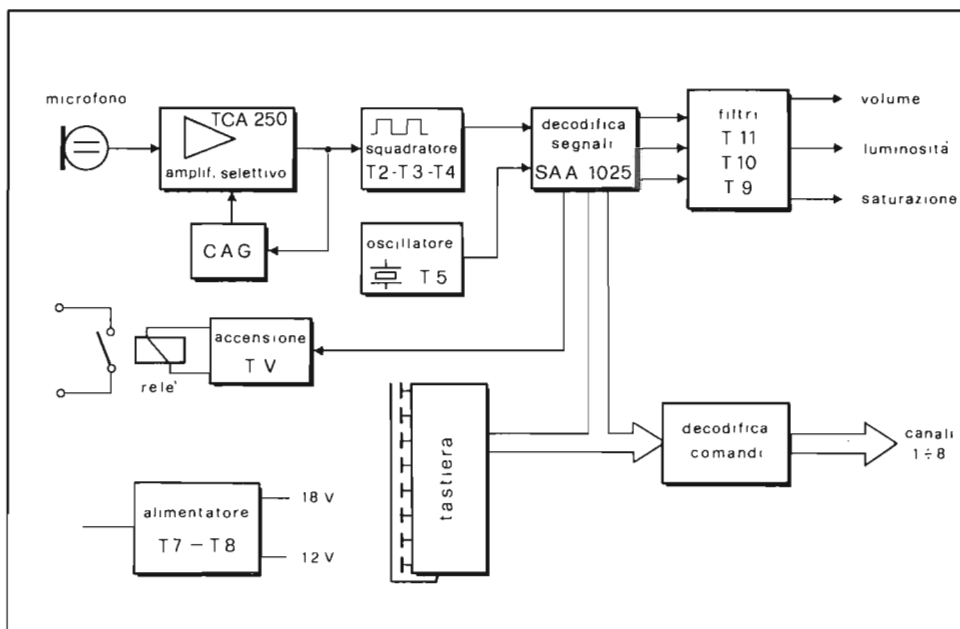 microfono
TCA 250
amplif. selettivo
squadratore
T2-T3-T4
decodifica
segnali
SAA 1025
filtri
T 11
T 10
T 9
volume
luminosità
saturazione
CAG
oscillatore
T 5
accensione
T V
relè
tastiera
decodifica
comandi
canali
1÷8
alimentatore
T7-T8
18 V
12 V